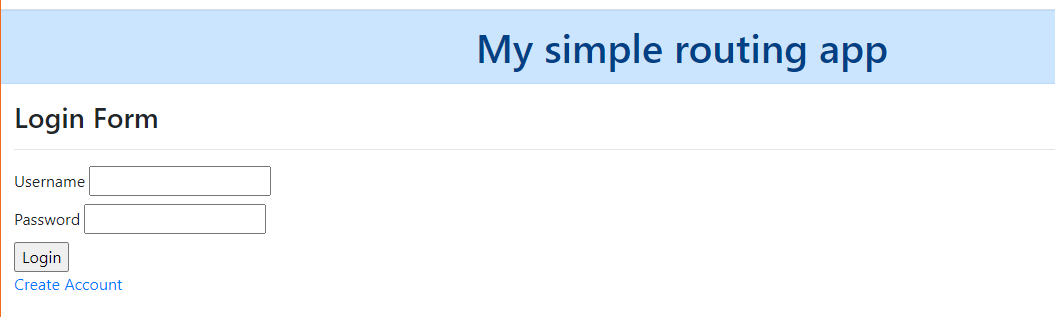 My simple routing app
Login Form
Username
Password
Login
Create Account